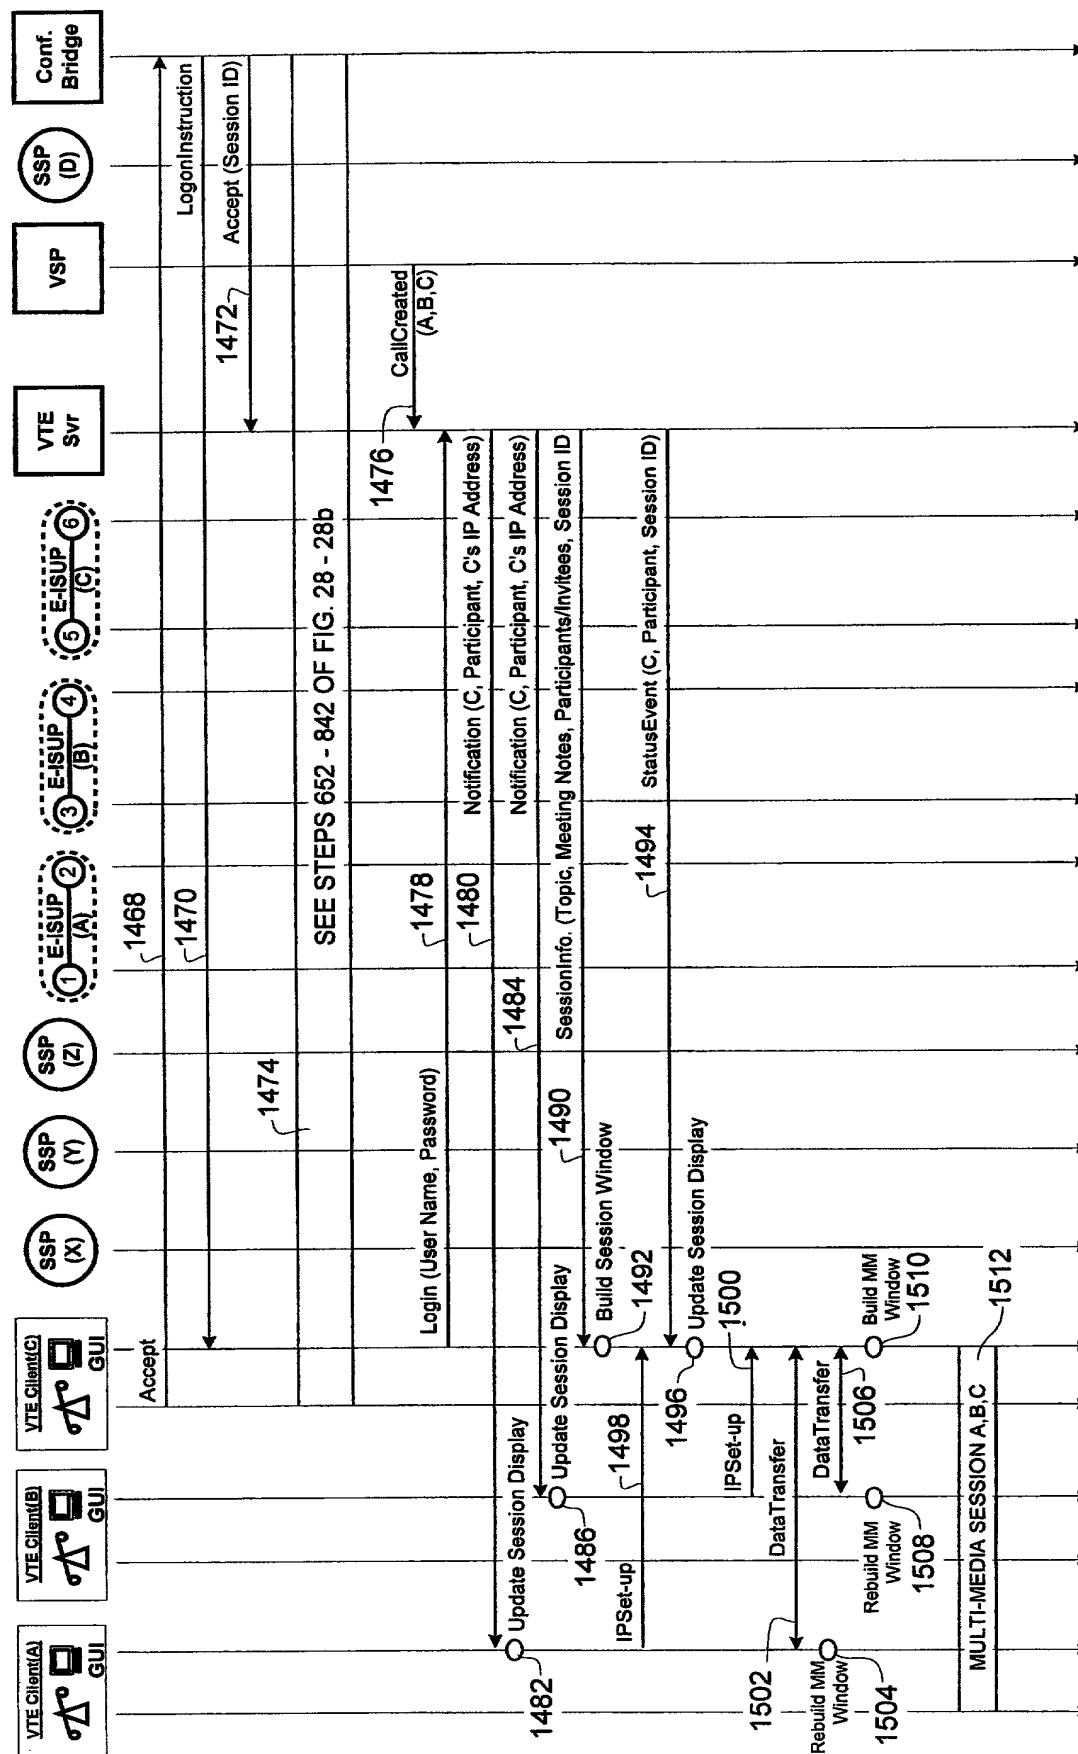 VTE Client(A)
GUI
VTE Client(B)
GUI
VTE Client(C)
GUI
SSP
(X)
SSP
(Y)
SSP
(Z)
1
E-ISUP
(A)
2
3
E-ISUP
(B)
4
5
E-ISUP
(C)
6
VTE
Svr
VSP
SSP
(D)
Conf.
Bridge
Accept
1468
1470
LogonInstruction
1472
Accept (Session ID)
1474
SEE STEPS 652 - 842 OF FIG. 28 - 28b
1476
CallCreated
(A,B,C)
Login (User Name, Password)
1478
1480
Notification (C, Participant, C's IP Address)
1482
Update Session Display
1484
Notification (C, Participant, C's IP Address)
1486
Update Session Display
1490
SessionInfo. (Topic, Meeting Notes, Participants/Invitees, Session ID
Build Session Window
1492
1494
StatusEvent (C, Participant, Session ID)
1496
Update Session Display
IPSet-up
1498
IPSet-up
1500
1502
DataTransfer
Rebuild MM
Window
1504
DataTransfer
1506
Rebuild MM
Window
1508
Build MM
Window
1510
MULTI-MEDIA SESSION A,B,C
1512